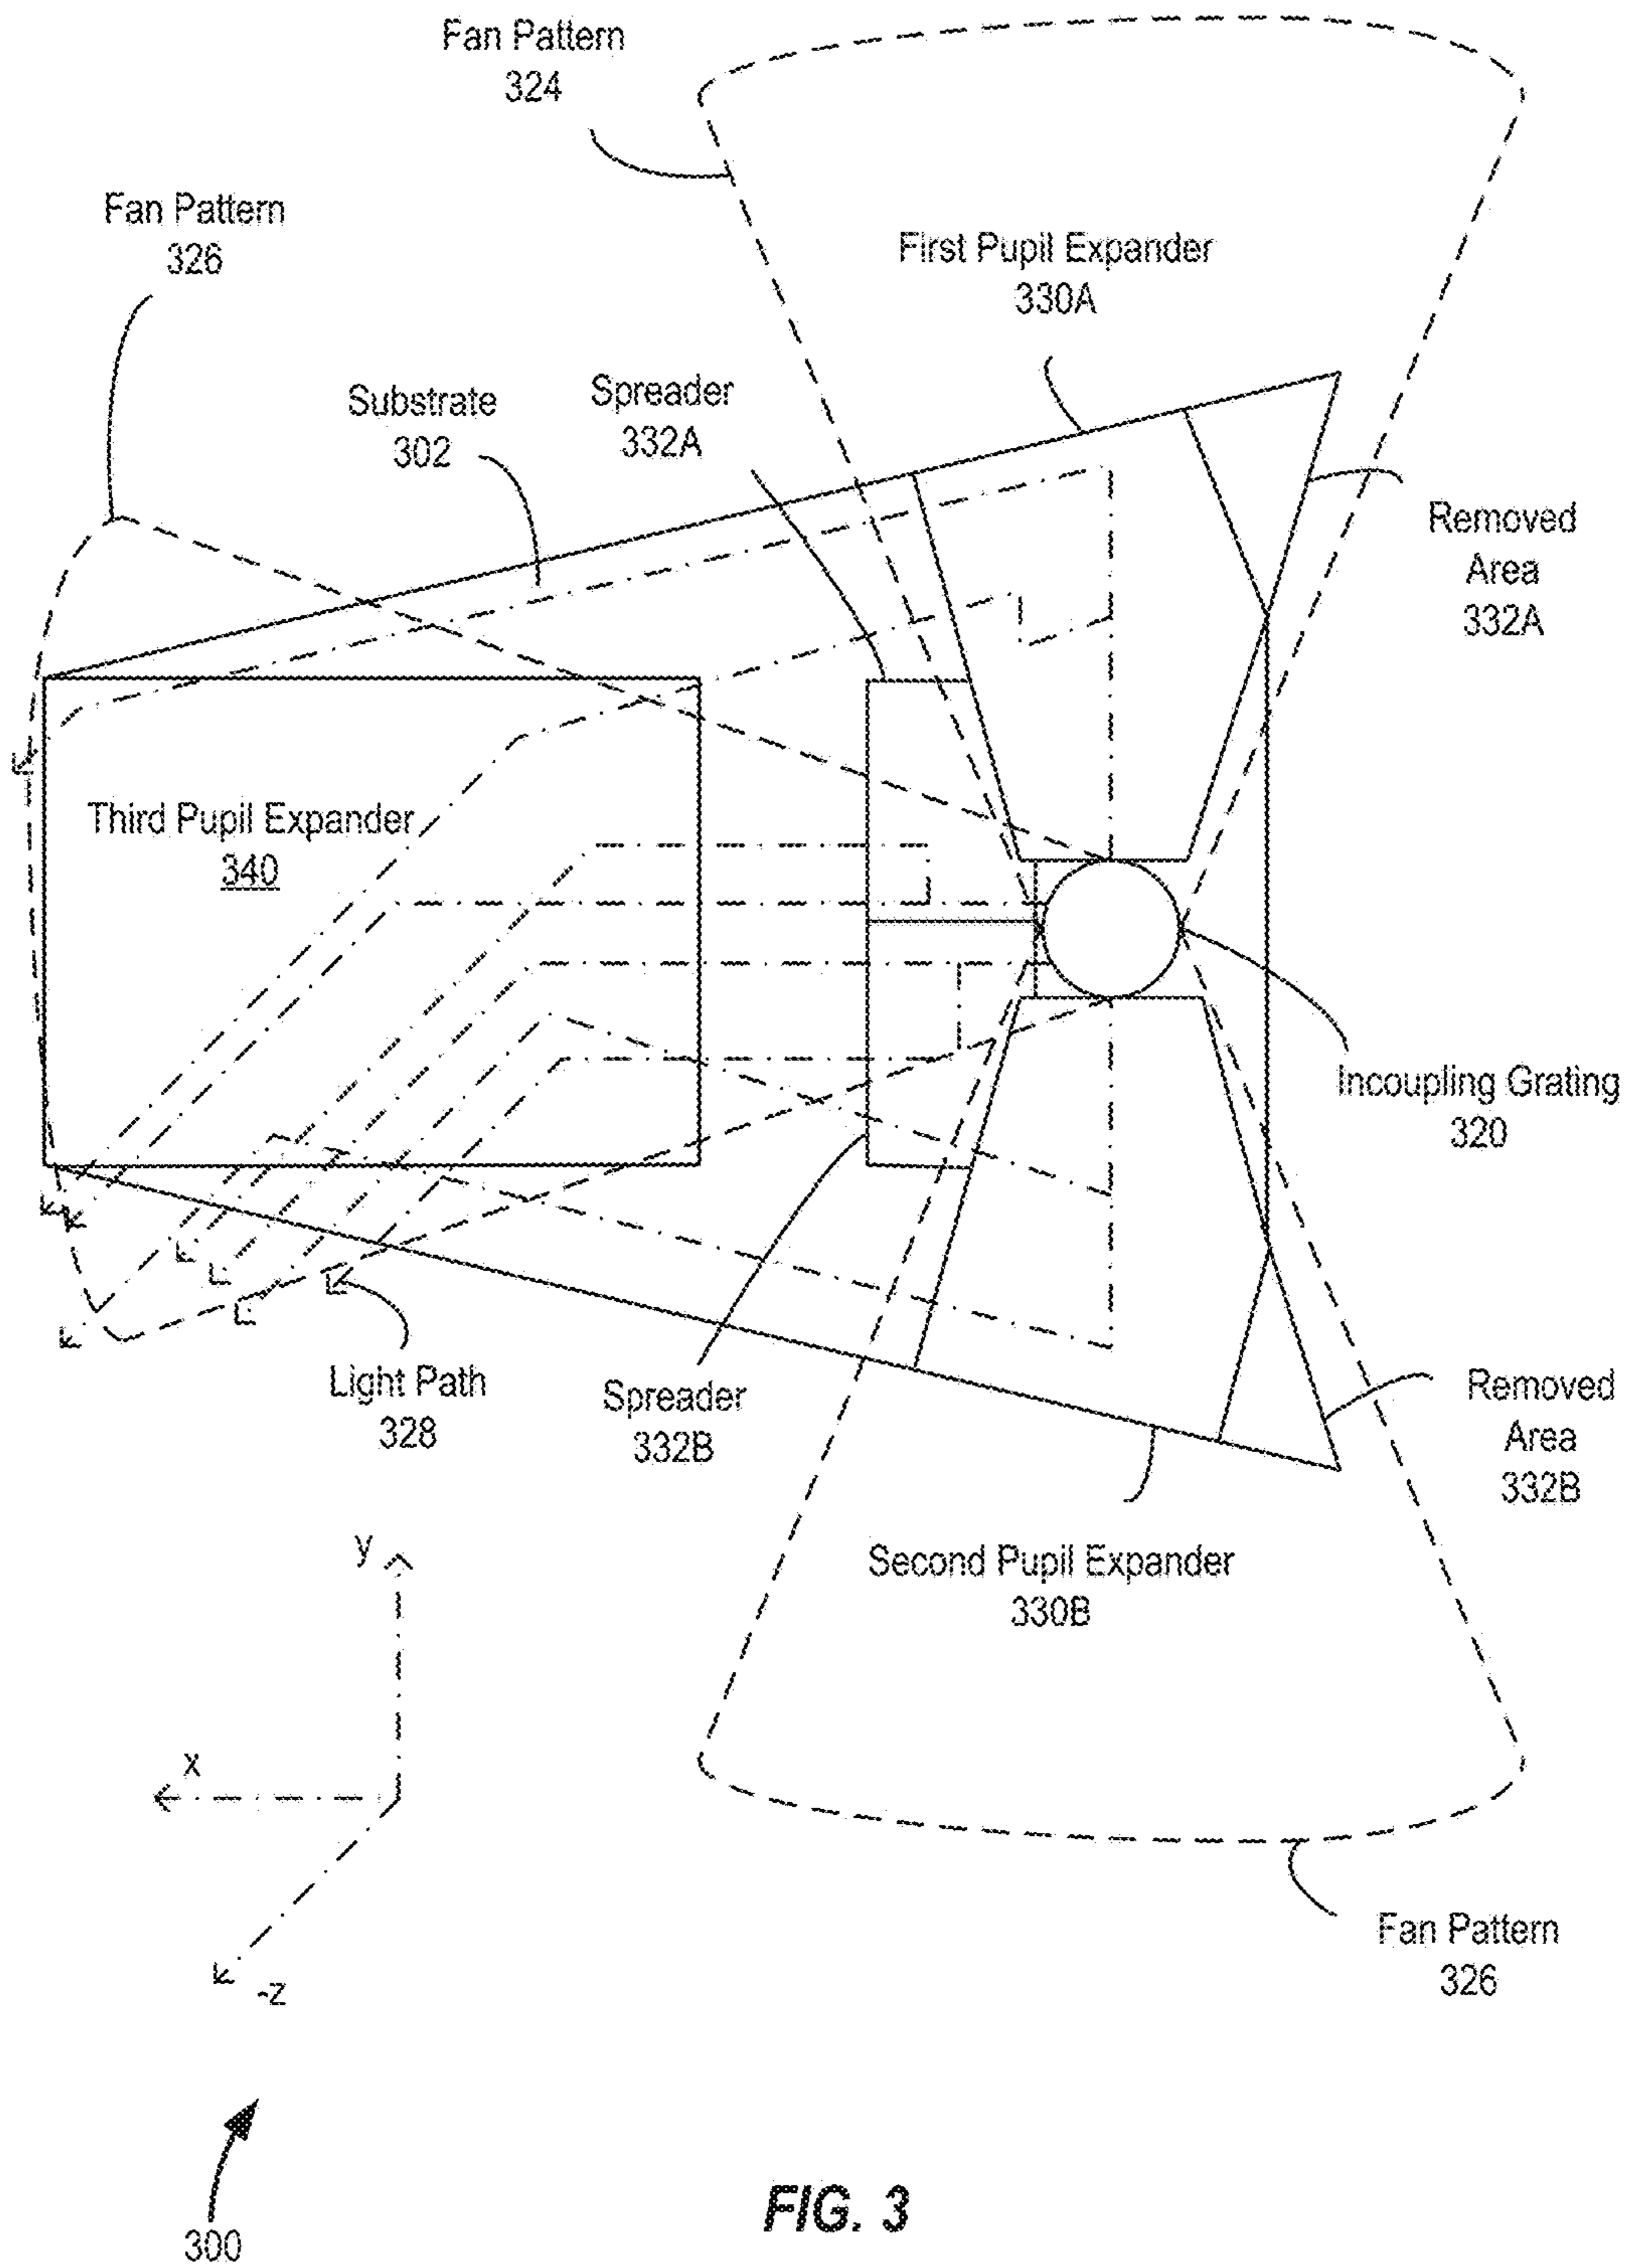 Fan Pattern
324
Fan Pattern
326
First Pupil Expander
330A
Substrate
302
Spreader
332A
Removed
Area
332A
Third Pupil Expander
340
Incoupling Grating
320
Light Path
328
Spreader
332B
Removed
Area
332B
Second Pupil Expander
330B
y
x
-z
Fan Pattern
326
300
FIG. 3